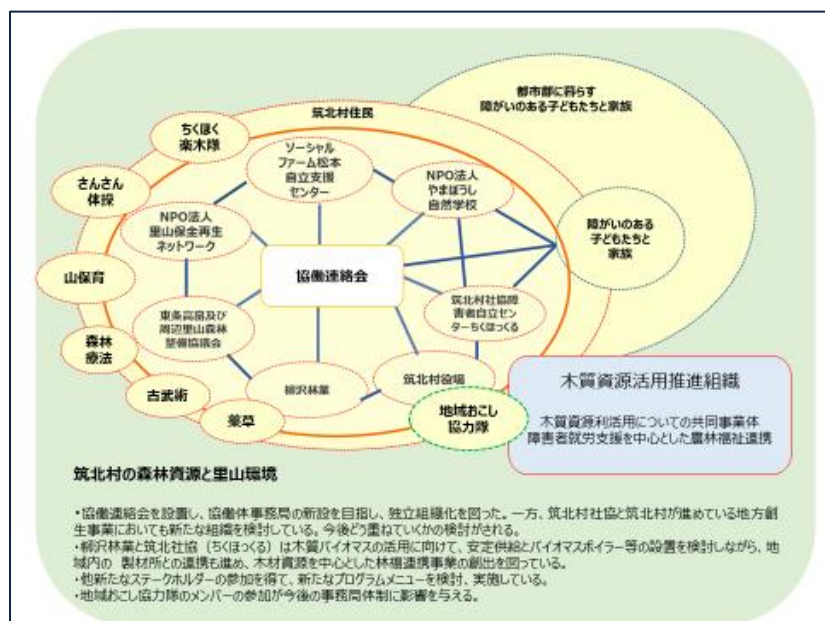 都市部に暮らす
障がいのある子どもたちと家族
筑北村住民
ちくほく
楽木隊
ソーシャル
ファーム松本
自立支援
センター
NPO法人
やまぼうし
自然学校
さんさん
体操
NPO法人
里山保全再生
ネットワーク
障がいのある
子どもたちと
家族
協働連絡会
山保育
筑北村社協障
害者自立セン
ターちくほっくる
東条高畠及び
周辺里山森林
整備協議会
森林
療法
木質資源活用推進組織
筑北村役場
柳沢林業
古武術
地域おこし
協力隊
薬草
木質資源利活用についての共同事業体
障害者就労支援を中心とした農林福祉連携
筑北村の森林資源と里山環境
・協働連絡会を設置し、協働体事務局の新設を目指し、独立組織化を図った。一方、筑北村社協と筑北村が進めている地方創
生事業においても新たな組織を検討している。今後どう重ねていくかの検討がされる。
・柳沢林業と筑北社協（ちくほっくる）は木質バイオマスの活用に向けて、安定供給とバイオマスボイラー等の設置を検討しながら、地
域内の 製材所との連携も進め、木材資源を中心とした林福連携事業の創出を図っている。
・他新たなステークホルダーの参加を得て、新たなプログラムメニューを検討、実施している。
・地域おこし協力隊のメンバーの参加が今後の事務局体制に影響を与える。